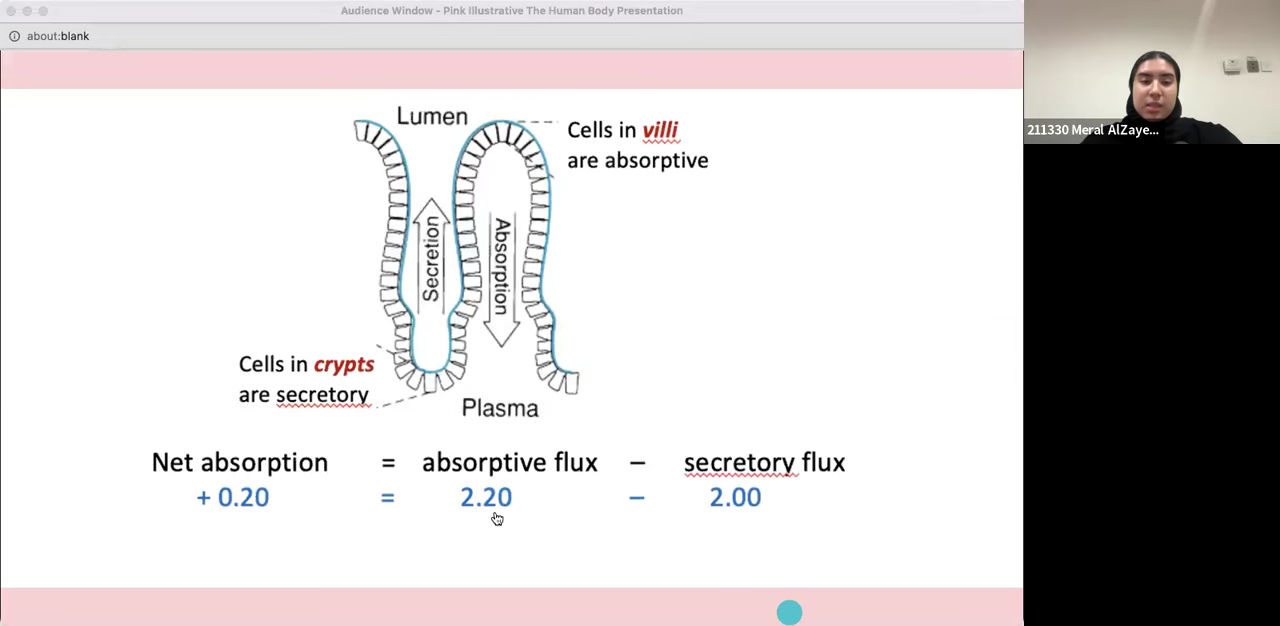 Audience Window - Pink Illustrative The Human Body Presentation
about:blank
211330 Meral AlZaye...
Lumen
Cells in villi
are absorptive
Secretion
Absorption
Cells in crypts
are secretory
Plasma
Net absorption = absorptive flux – secretory flux
+ 0.20 = 2.20 – 2.00